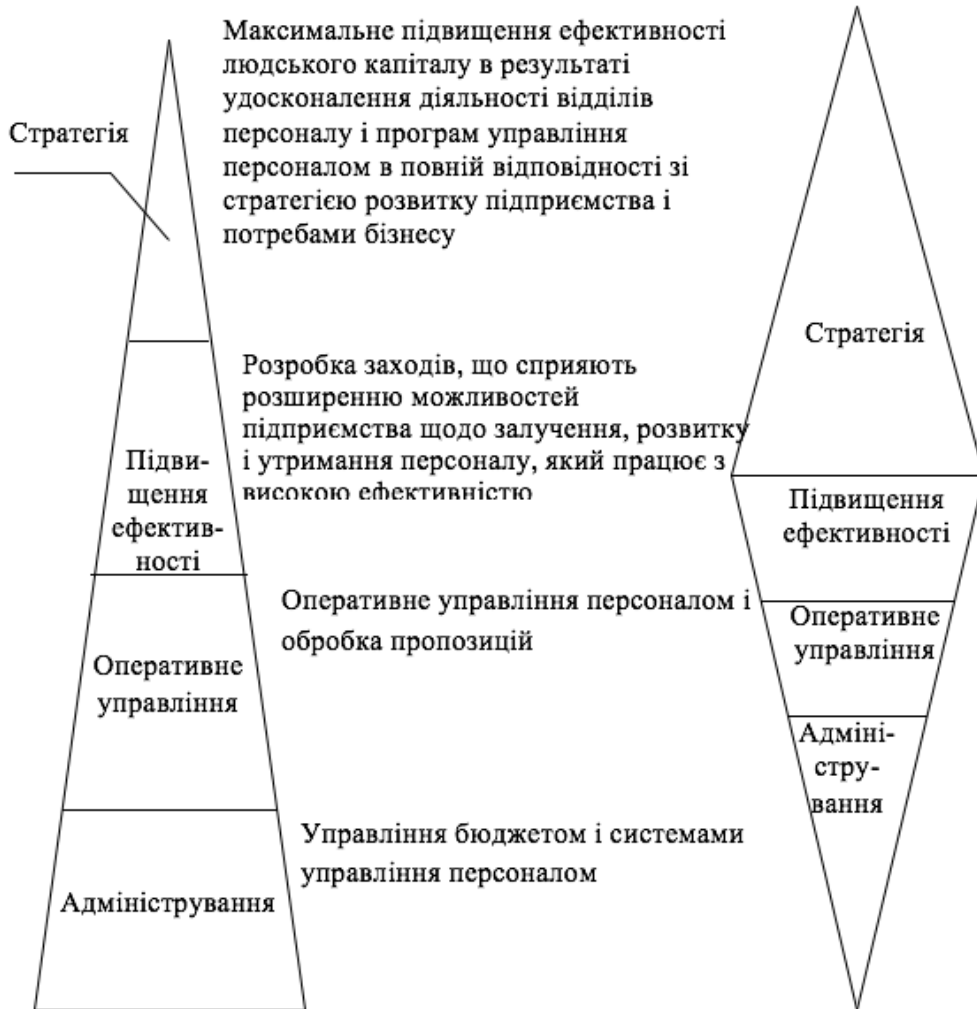 Максимальне підвищення ефективності
людського капіталу в результаті
удосконалення діяльності відділів
персоналу і програм управління
персоналом в повній відповідності зі
стратегією розвитку підприємства і
потребами бізнесу
Стратегія
Розробка заходів, що сприяють
розширенню можливостей
підприємства щодо залучення, розвитку
і утримання персоналу, який працює з
високою ефективністю
Підви-
щення
ефектив-
ності
Оперативне управління персоналом і
обробка пропозицій
Оперативне
управління
Управління бюджетом і системами
управління персоналом
Адміністрування
Стратегія
Підвищення
ефективності
Оперативне
управління
Адміні-
стру-
вання